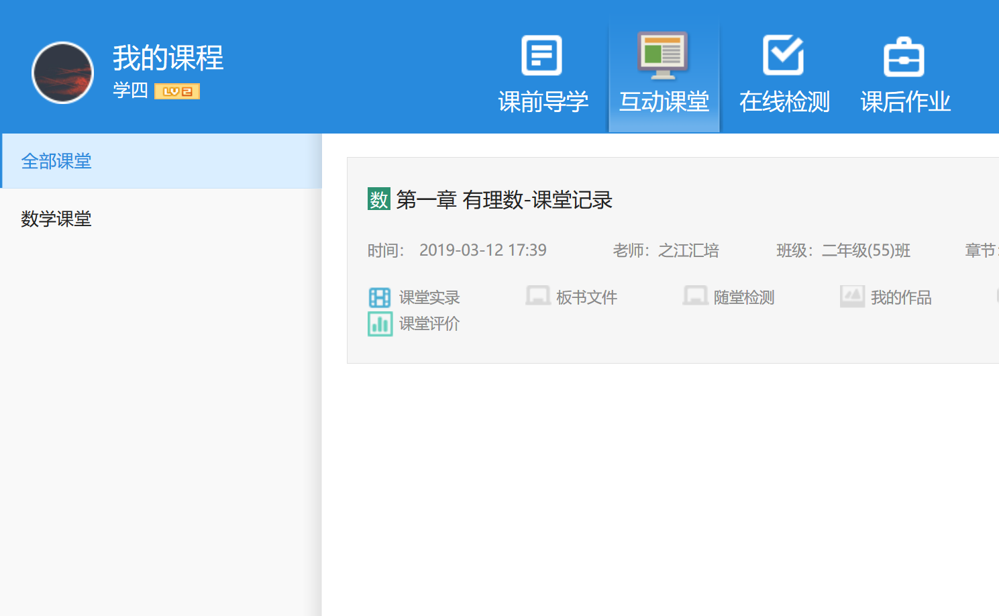 我的课程
学四 LV 2
课前导学 互动课堂 在线检测 课后作业
全部课堂
数学课堂
数 第一章 有理数-课堂记录
时间： 2019-03-12 17:39 老师：之江汇培 班级：二年级(55)班 章节:
课堂实录 板书文件 随堂检测 我的作品
课堂评价